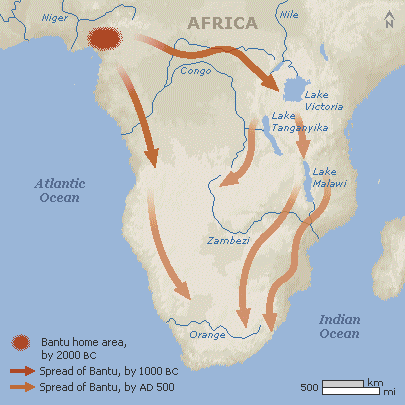 Niger
AFRICA
Nile
N
Congo
Lake
Victoria
Lake
Tanganyika
Lake
Malawi
Atlantic
Ocean
Zambezi
Orange
Indian
Ocean
Bantu home area,
by 2000 BC
Spread of Bantu, by 1000 BC
Spread of Bantu, by AD 500
500 km
mi